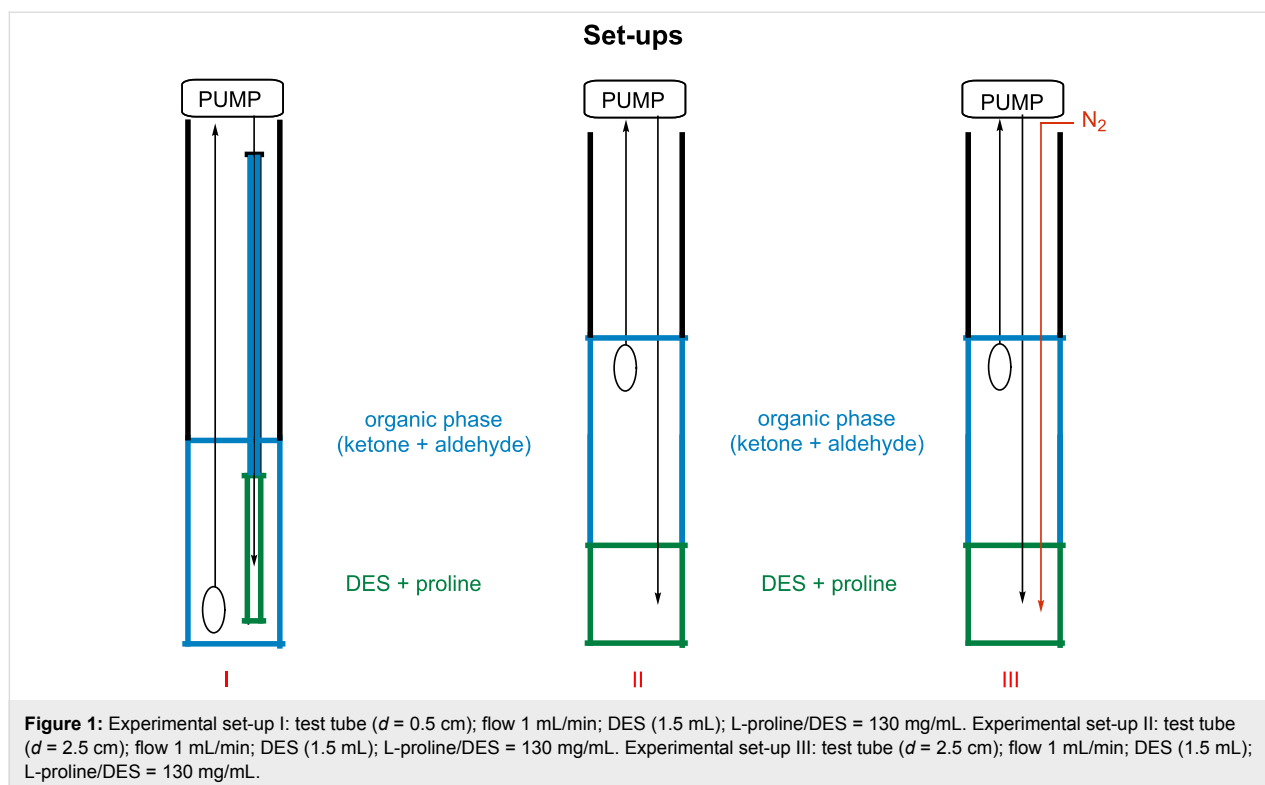 Set-ups
PUMP
PUMP
PUMP
N2
organic phase
(ketone + aldehyde)
organic phase
(ketone + aldehyde)
DES + proline
DES + proline
I
II
III
Figure 1: Experimental set-up I: test tube (d = 0.5 cm); flow 1 mL/min; DES (1.5 mL); L-proline/DES = 130 mg/mL. Experimental set-up II: test tube
(d = 2.5 cm); flow 1 mL/min; DES (1.5 mL); L-proline/DES = 130 mg/mL. Experimental set-up III: test tube (d = 2.5 cm); flow 1 mL/min; DES (1.5 mL);
L-proline/DES = 130 mg/mL.